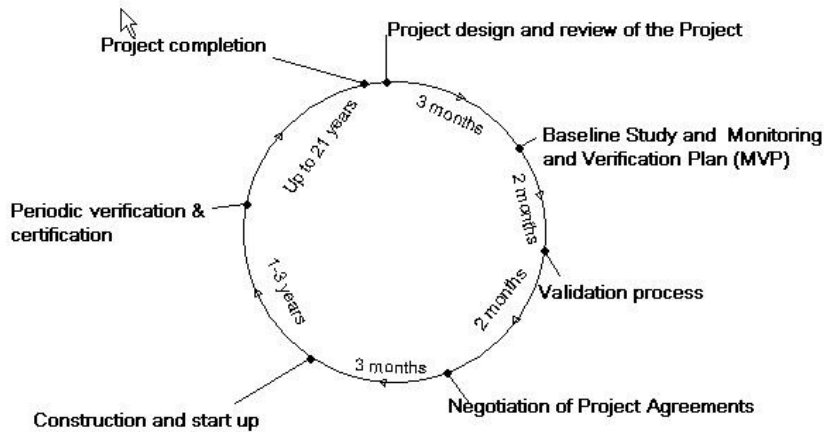 Project completion
Project design and review of the Project
3 months
Baseline Study and Monitoring
and Verification Plan (MVP)
2 months
Validation process
2 months
Negotiation of Project Agreements
3 months
Construction and start up
1-3 years
Periodic verification &
certification
Up to 21 years